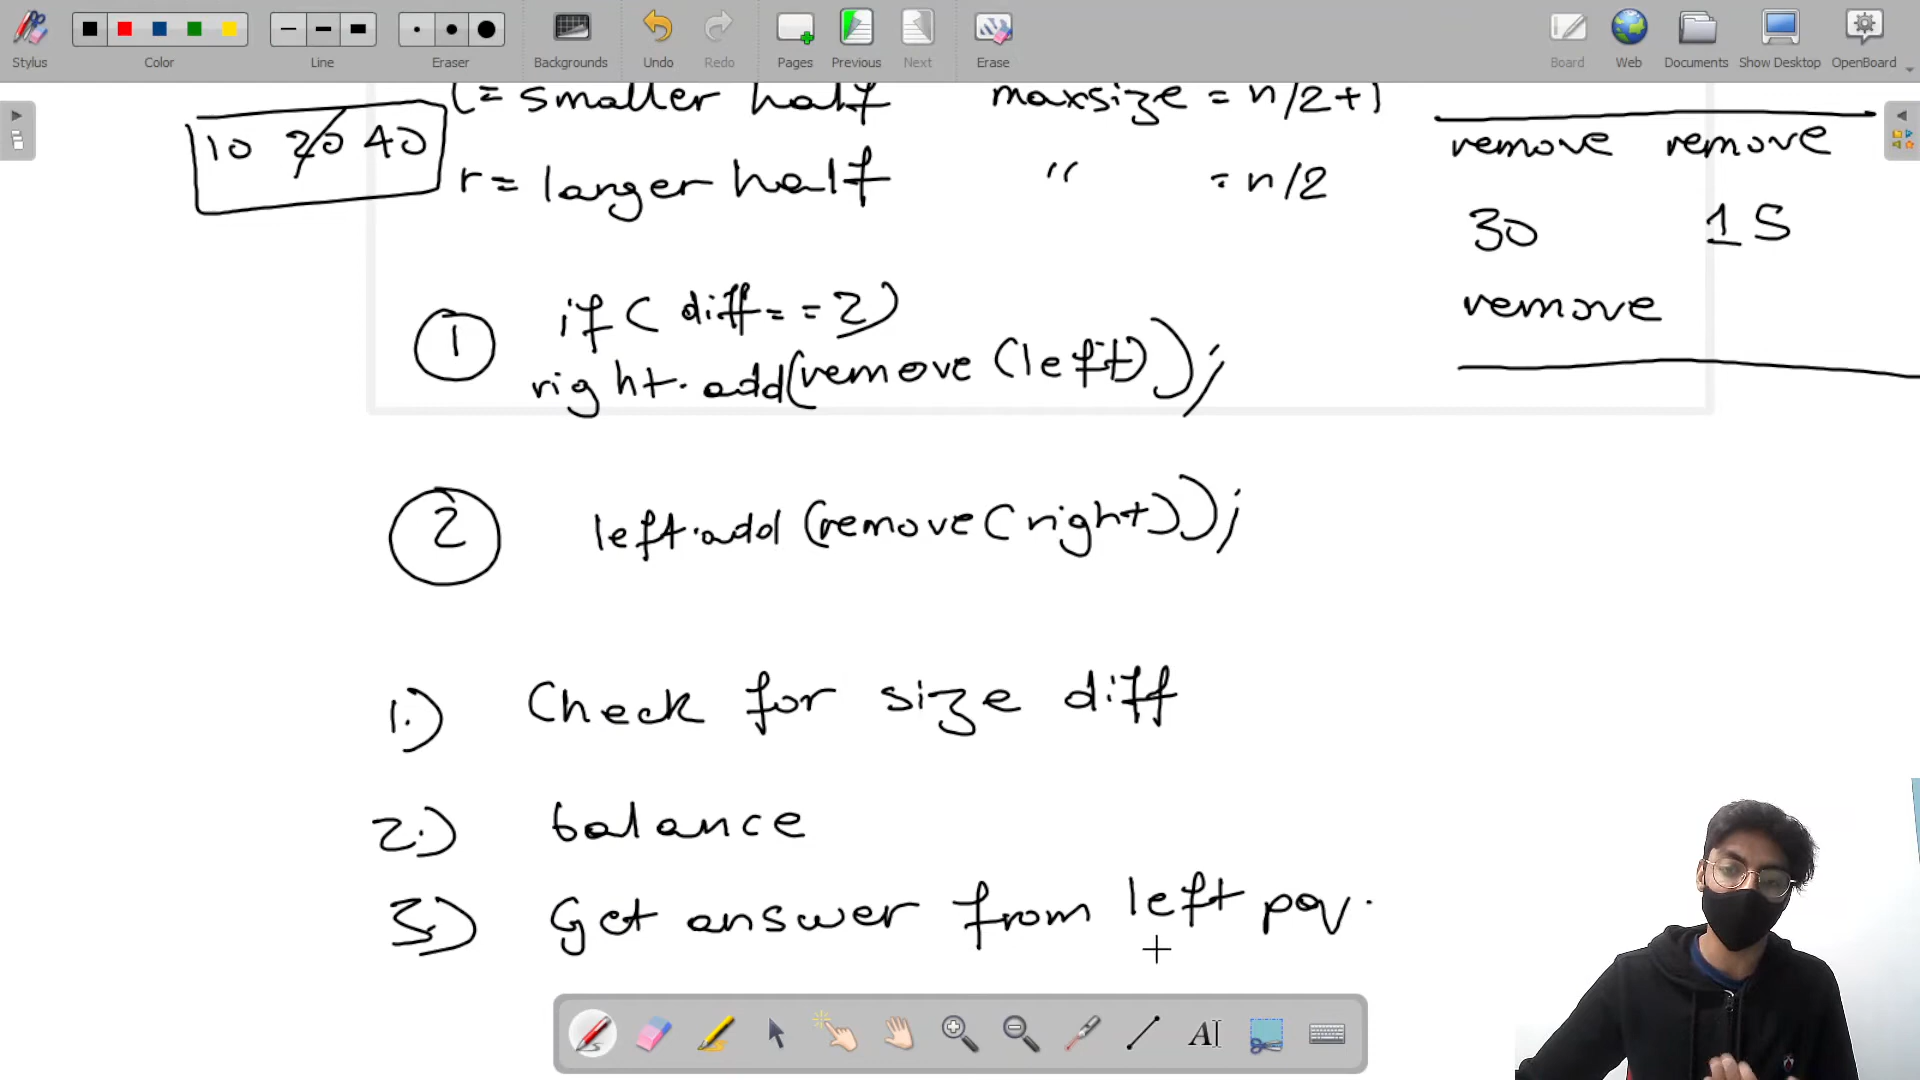 Stylus
Color
Line
Eraser
Backgrounds
Undo
Redo
Pages
Previous
Next
Erase
Board
Web
Documents
Show Desktop
OpenBoard
l = smaller half maxsize = n/2+1
10 20 40
r = larger half " = n/2
remove remove
30 15
remove
1 if ( diff == 2)
right.add(remove (left));
2 left.add (remove (right));
1.) Check for size diff
2.) balance
3.) Get answer from left pq.
AI